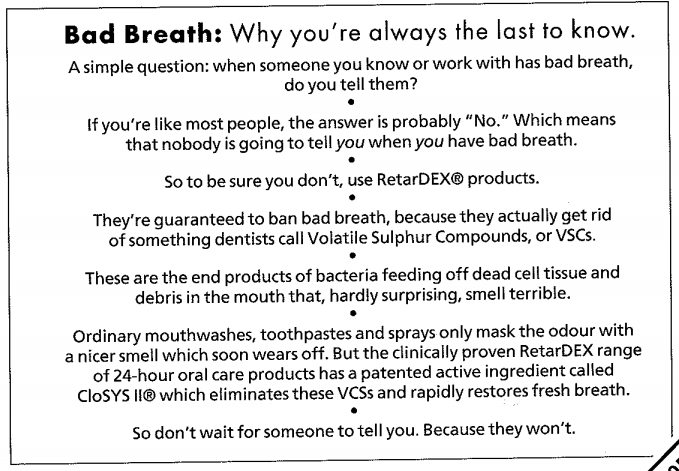 Bad Breath: Why you're always the last to know.
A simple question: when someone you know or work with has bad breath,
do you tell them?
•
If you're like most people, the answer is probably "No." Which means
that nobody is going to tell you when you have bad breath.
•
So to be sure you don't, use RetarDEX® products.
•
They're guaranteed to ban bad breath, because they actually get rid
of something dentists call Volatile Sulphur Compounds, or VSCs.
•
These are the end products of bacteria feeding off dead cell tissue and
debris in the mouth that, hardly surprising, smell terrible.
•
Ordinary mouthwashes, toothpastes and sprays only mask the odour with
a nicer smell which soon wears off. But the clinically proven RetarDEX range
of 24-hour oral care products has a patented active ingredient called
CloSYS II® which eliminates these VCSs and rapidly restores fresh breath.
•
So don't wait for someone to tell you. Because they won't.